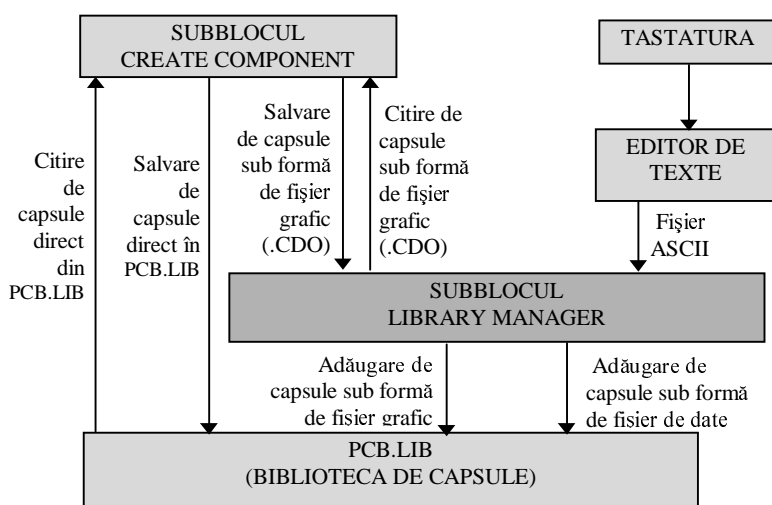 SUBBLOCUL
CREATE COMPONENT
TASTATURA
EDITOR DE
TEXTE
Citire
de
capsule
direct
din
PCB.LIB
Salvare
de
capsule
direct în
PCB.LIB
Salvare
de capsule
sub formă
de fişier
grafic
(.CDO)
Citire de
capsule
sub formă
de fişier
grafic
(.CDO)
Fişier
ASCII
SUBBLOCUL
LIBRARY MANAGER
Adăugare de
capsule sub formă
de fişier grafic
Adăugare de
capsule sub formă
de fişier de date
PCB.LIB
(BIBLIOTECA DE CAPSULE)